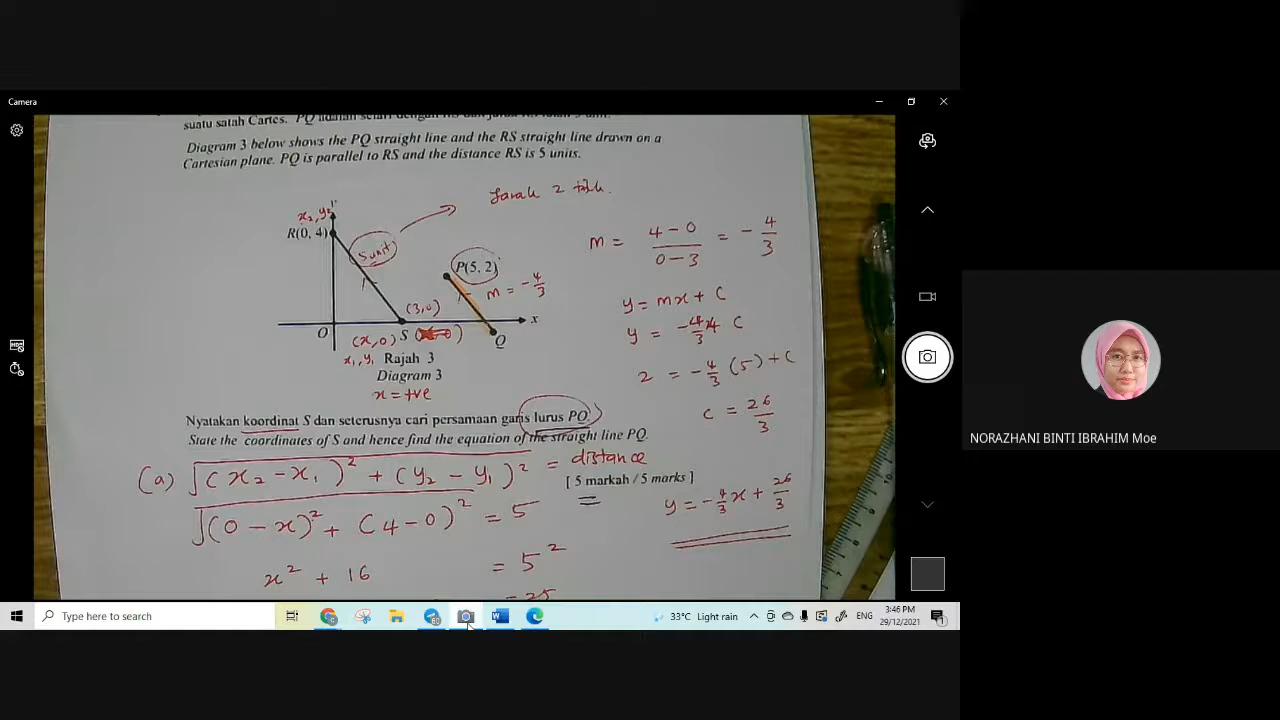 Camera
suatu satah Cartes. PQ adalah selari dengan RS dan jarak RS ialah 5 unit.
Diagram 3 below shows the PQ straight line and the RS straight line drawn on a
Cartesian plane. PQ is parallel to RS and the distance RS is 5 units.
Jarak 2 titik.
x₂, y₂
R(0, 4)
5 unit
P(5, 2)
m = -4/3
(3, 0)
x
O
(x, 0)
S
Q
x₁, y₁
Rajah 3
Diagram 3
x = +ve
m = 4-0/0-3 = -4/3
y = mx + c
2 = -4/3 (5) + c
c = 26/3
y = -4/3x + 26/3
Nyatakan koordinat S dan seterusnya cari persamaan garis lurus PQ.
State the coordinates of S and hence find the equation of the straight line PQ.
[ 5 markah / 5 marks ]
(a) √(x₂ - x₁)² + (y₂ - y₁)² = distance
√(0 - x)² + (4 - 0)² = 5
x² + 16 = 5²
= 25
NORAZHANI BINTI IBRAHIM Moe
Type here to search
33°C Light rain
ENG
3:46 PM
29/12/2021